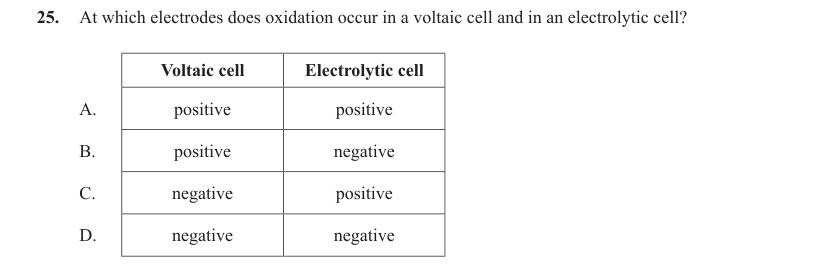 25. At which electrodes does oxidation occur in a voltaic cell and in an electrolytic cell?
Voltaic cell Electrolytic cell
A. positive positive
B. positive negative
C. negative positive
D. negative negative